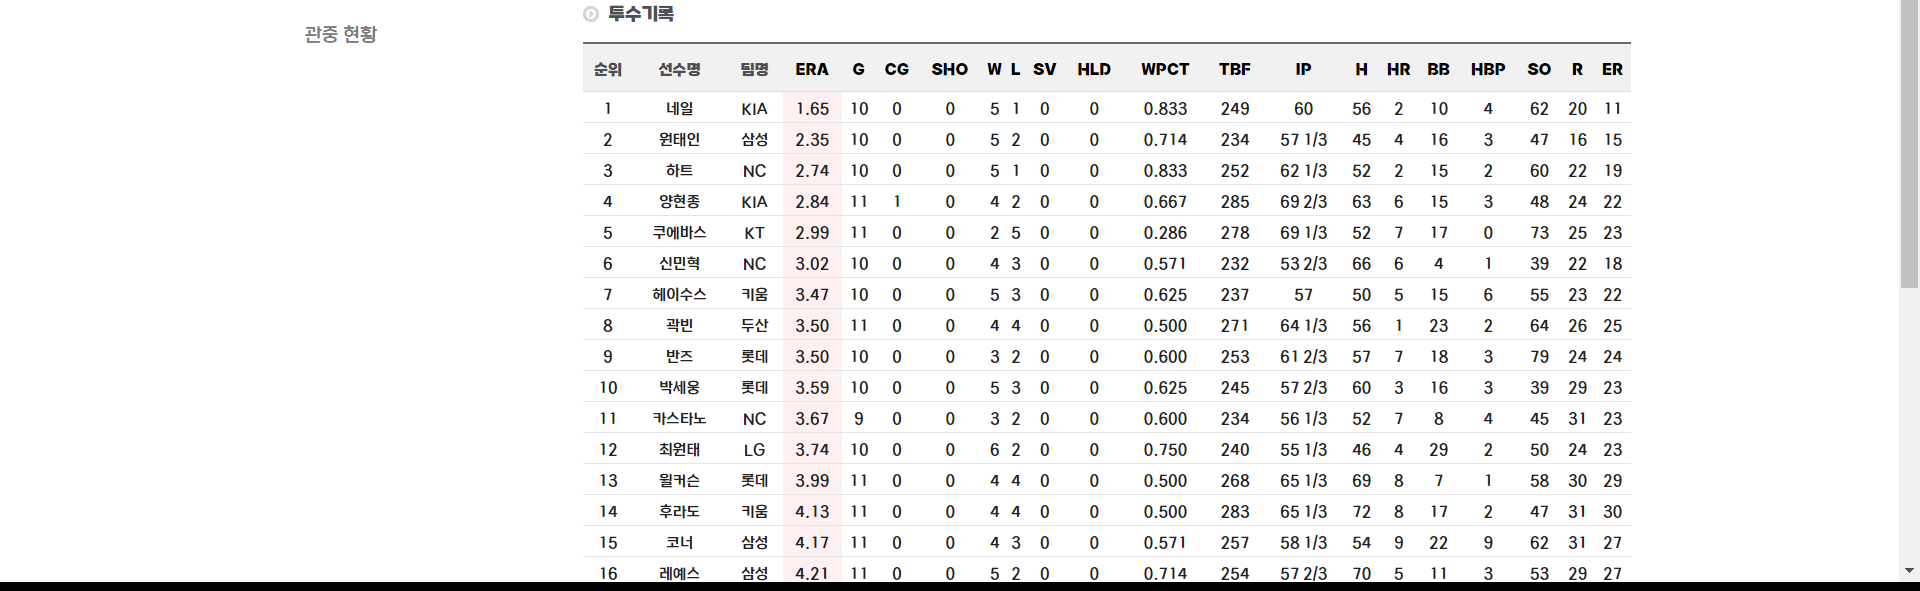 관중 현황
투수기록
순위 선수명 팀명 ERA G CG SHO W L SV HLD WPCT TBF IP H HR BB HBP SO R ER
1 네일 KIA 1.65 10 0 0 5 1 0 0 0.833 249 60 56 2 10 4 62 20 11
2 원태인 삼성 2.35 10 0 0 5 2 0 0 0.714 234 57 1/3 45 4 16 3 47 16 15
3 하트 NC 2.74 10 0 0 5 1 0 0 0.833 252 62 1/3 52 2 15 2 60 22 19
4 양현종 KIA 2.84 11 1 0 4 2 0 0 0.667 285 69 2/3 63 6 15 3 48 24 22
5 쿠에바스 KT 2.99 11 0 0 2 5 0 0 0.286 278 69 1/3 52 7 17 0 73 25 23
6 신민혁 NC 3.02 10 0 0 4 3 0 0 0.571 232 53 2/3 66 6 4 1 39 22 18
7 헤이수스 키움 3.47 10 0 0 5 3 0 0 0.625 237 57 50 5 15 6 55 23 22
8 곽빈 두산 3.50 11 0 0 4 4 0 0 0.500 271 64 1/3 56 1 23 2 64 26 25
9 반즈 롯데 3.50 10 0 0 3 2 0 0 0.600 253 61 2/3 57 7 18 3 79 24 24
10 박세웅 롯데 3.59 10 0 0 5 3 0 0 0.625 245 57 2/3 60 3 16 3 39 29 23
11 카스타노 NC 3.67 9 0 0 3 2 0 0 0.600 234 56 1/3 52 7 8 4 45 31 23
12 최원태 LG 3.74 10 0 0 6 2 0 0 0.750 240 55 1/3 46 4 29 2 50 24 23
13 윌커슨 롯데 3.99 11 0 0 4 4 0 0 0.500 268 65 1/3 69 8 7 1 58 30 29
14 후라도 키움 4.13 11 0 0 4 4 0 0 0.500 283 65 1/3 72 8 17 2 47 31 30
15 코너 삼성 4.17 11 0 0 4 3 0 0 0.571 257 58 1/3 54 9 22 9 62 31 27
16 레예스 삼성 4.21 11 0 0 5 2 0 0 0.714 254 57 2/3 70 5 11 3 53 29 27